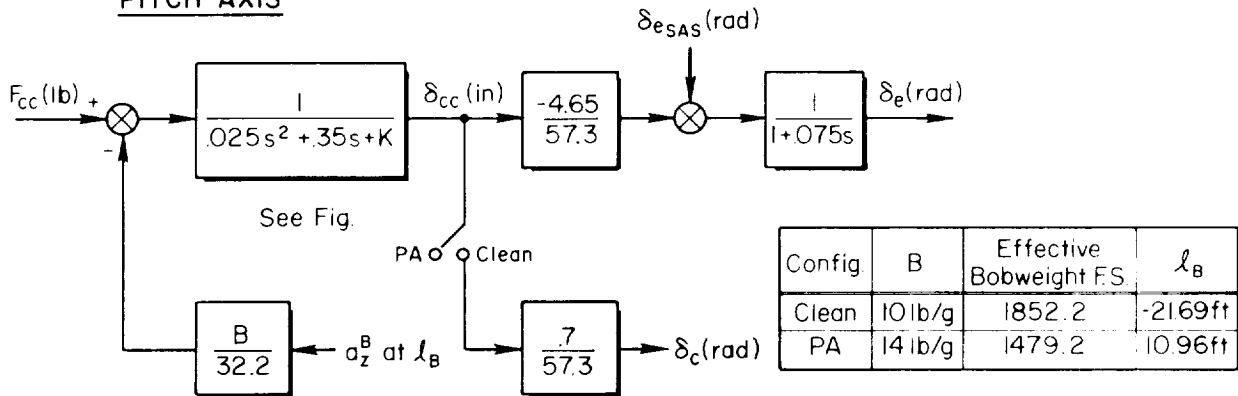 PITCH AXIS
δeSAS(rad)
Fcc(lb) +
-
1
.025s² +.35s+K
δcc(in)
-4.65
57.3
1
1+.075s
δe(rad)
See Fig.
PA
Clean
B
32.2
a_z^B at ℓB
.7
57.3
δc(rad)
Config. B Effective Bobweight F.S. ℓB
Clean 10 lb/g 1852.2 -21.69ft
PA 14 lb/g 1479.2 10.96ft